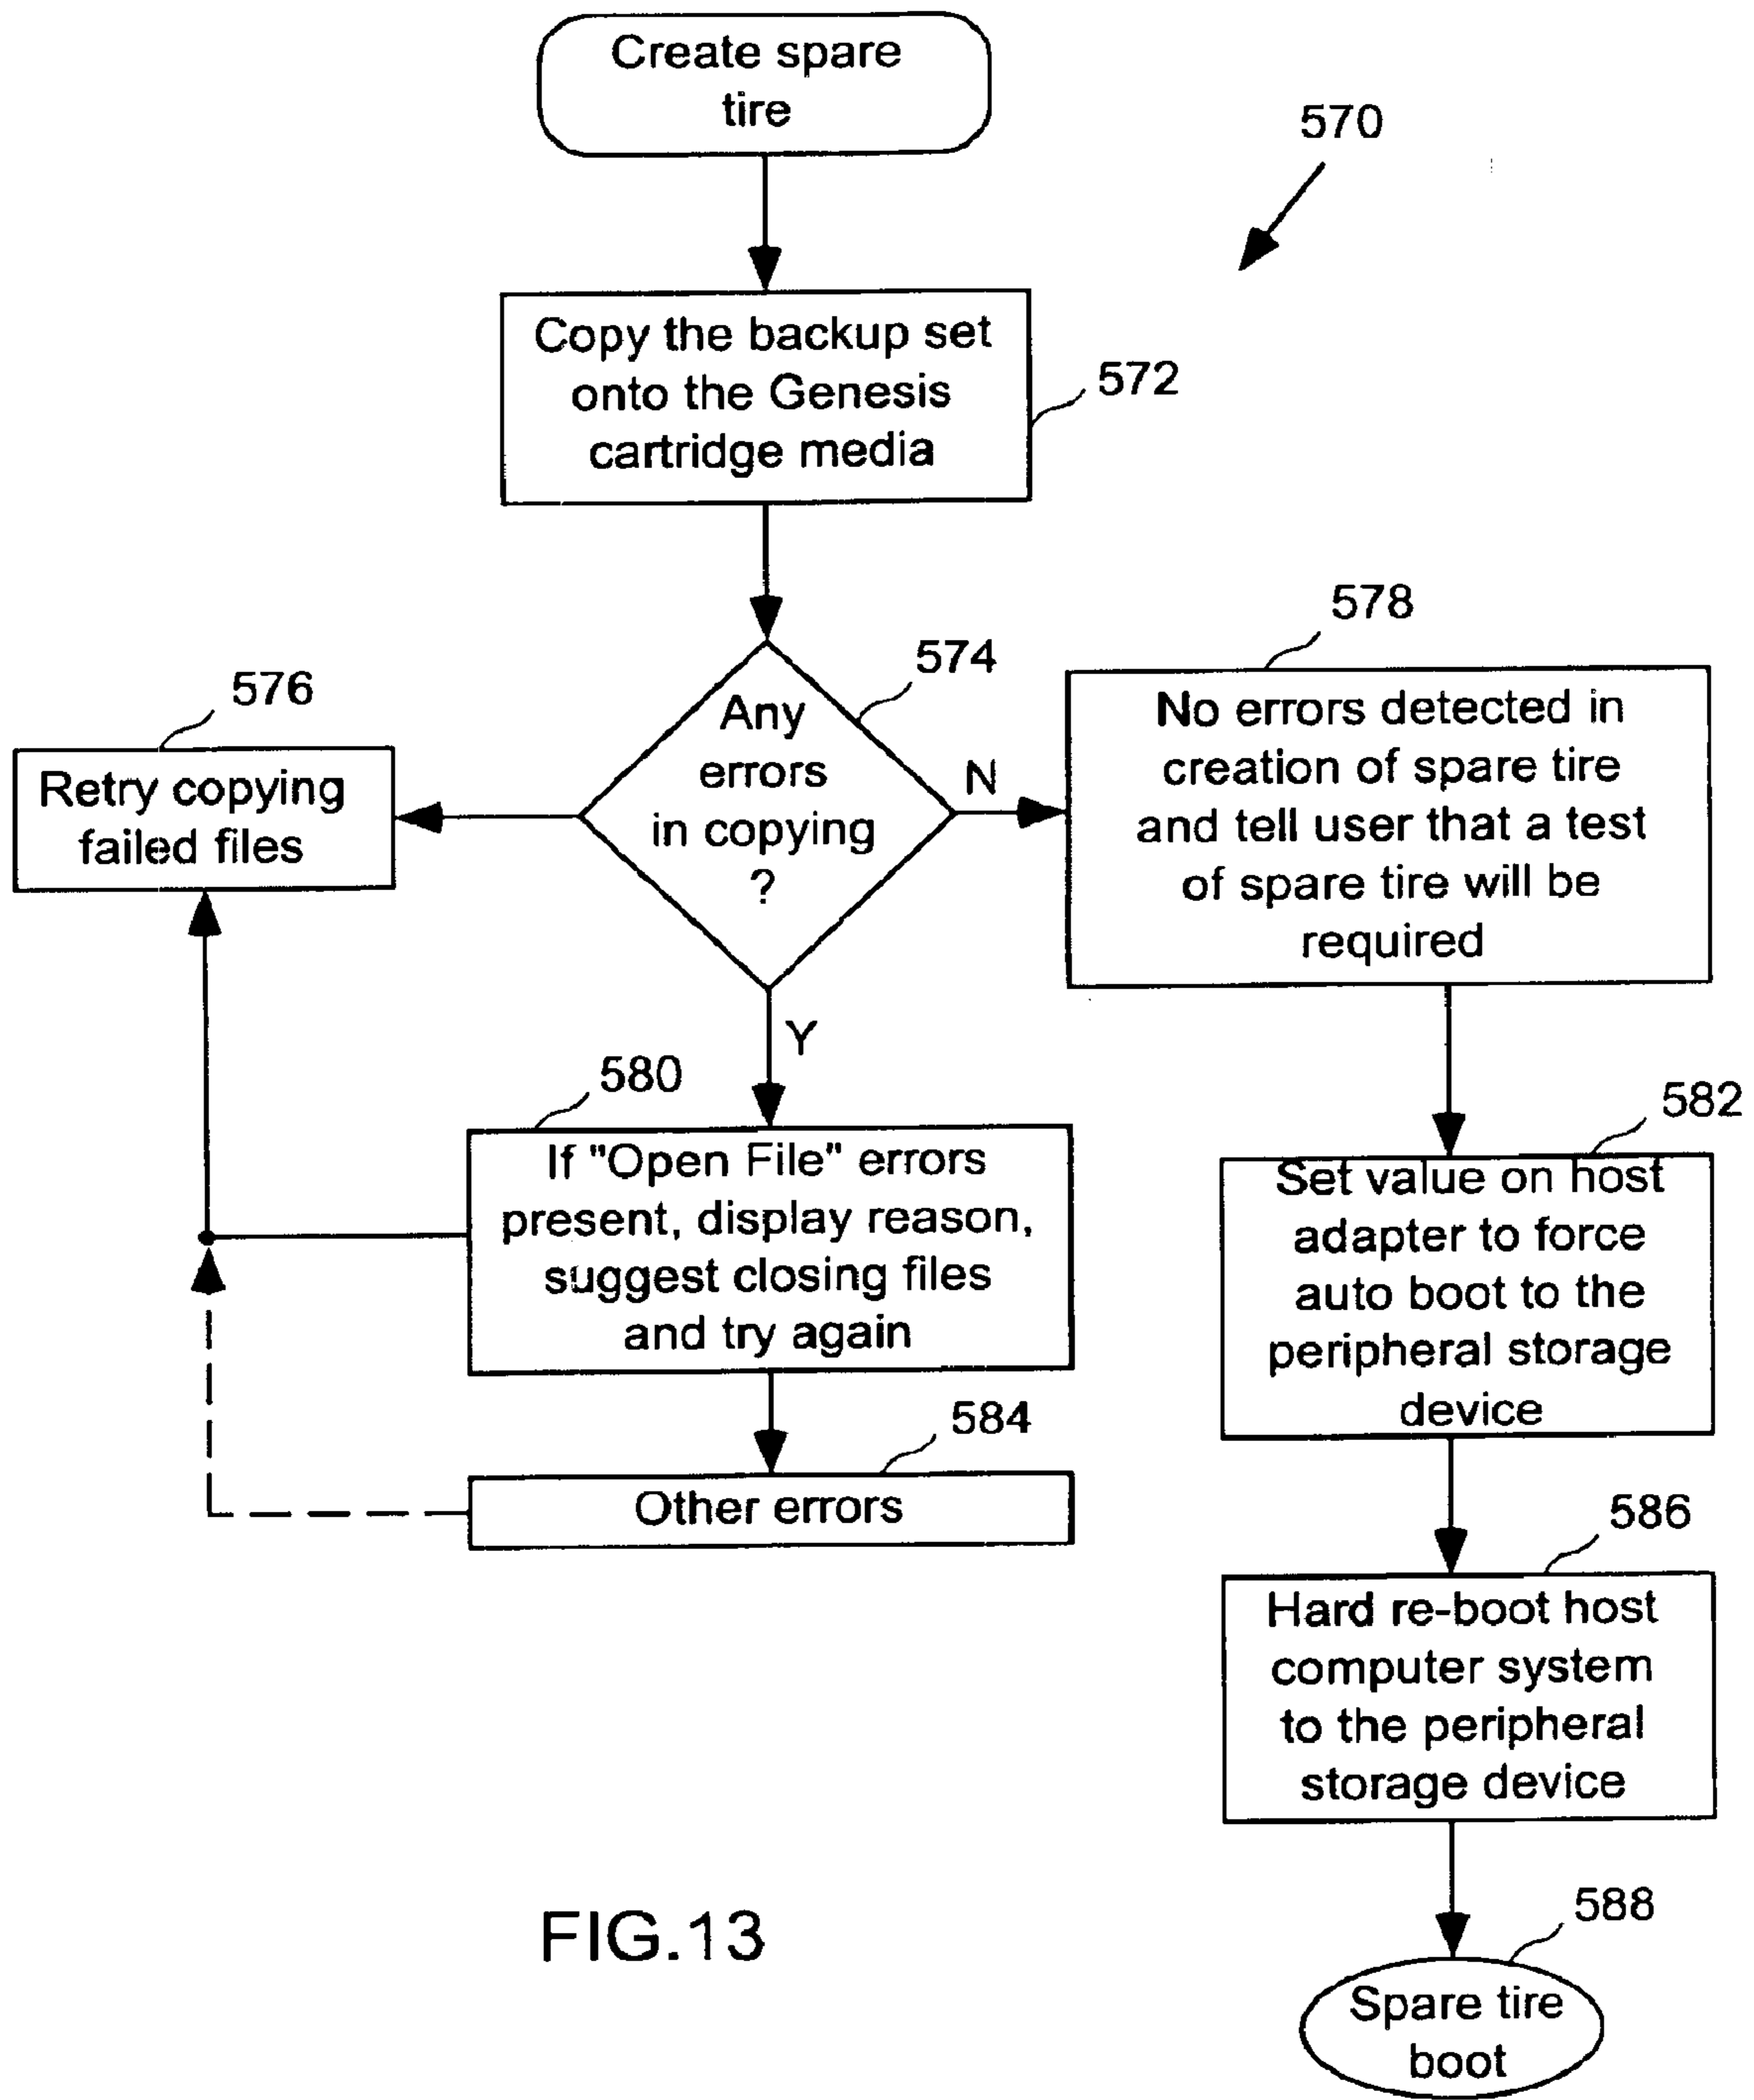 Create spare
tire
570
Copy the backup set
onto the Genesis
cartridge media
572
574
Any
errors
in copying
?
N
Y
576
Retry copying
failed files
578
No errors detected in
creation of spare tire
and tell user that a test
of spare tire will be
required
580
If "Open File" errors
present, display reason,
suggest closing files
and try again
582
Set value on host
adapter to force
auto boot to the
peripheral storage
device
584
Other errors
586
Hard re-boot host
computer system
to the peripheral
storage device
588
Spare tire
boot
FIG.13